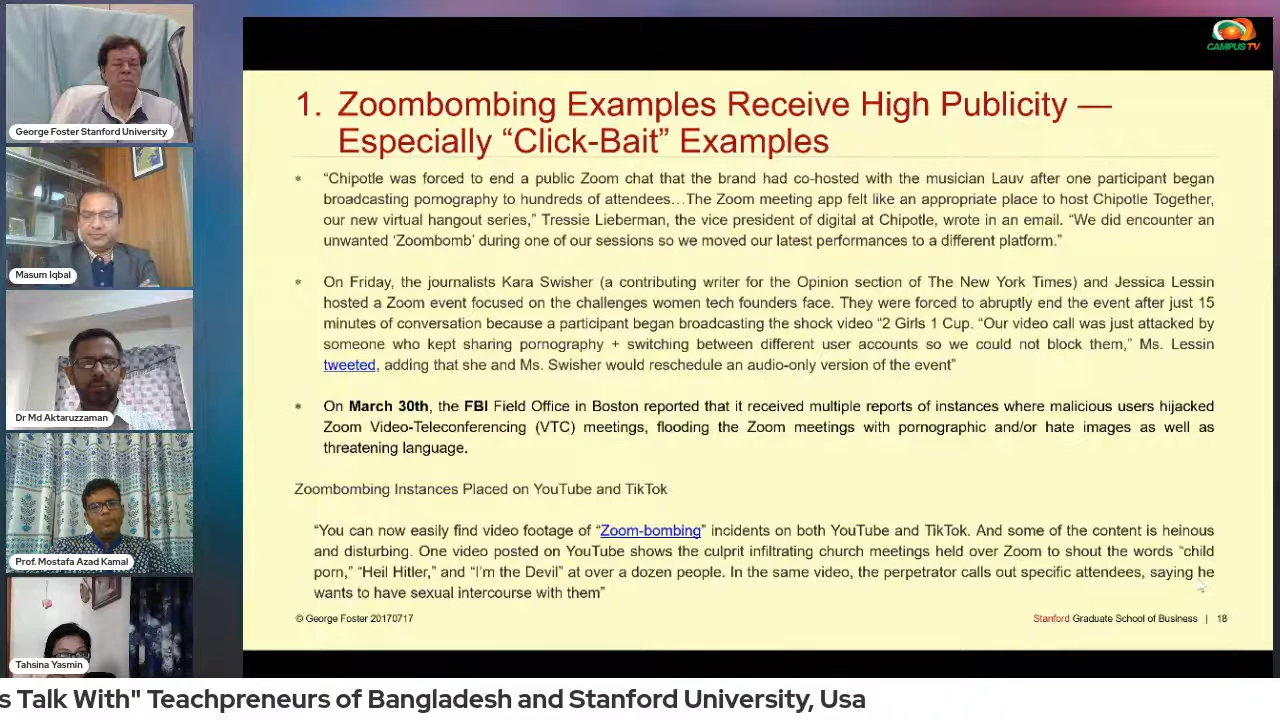 George Foster Stanford University
Masum Iqbal
Dr Md Aktaruzzaman
Prof. Mostafa Azad Kamal
Tahsina Yasmin
CAMPUS TV
1. Zoombombing Examples Receive High Publicity —
Especially “Click-Bait” Examples
* “Chipotle was forced to end a public Zoom chat that the brand had co-hosted with the musician Lauv after one participant began
broadcasting pornography to hundreds of attendees…The Zoom meeting app felt like an appropriate place to host Chipotle Together,
our new virtual hangout series,” Tressie Lieberman, the vice president of digital at Chipotle, wrote in an email. “We did encounter an
unwanted ‘Zoombomb’ during one of our sessions so we moved our latest performances to a different platform.”
* On Friday, the journalists Kara Swisher (a contributing writer for the Opinion section of The New York Times) and Jessica Lessin
hosted a Zoom event focused on the challenges women tech founders face. They were forced to abruptly end the event after just 15
minutes of conversation because a participant began broadcasting the shock video “2 Girls 1 Cup. “Our video call was just attacked by
someone who kept sharing pornography + switching between different user accounts so we could not block them,” Ms. Lessin
tweeted, adding that she and Ms. Swisher would reschedule an audio-only version of the event”
* On March 30th, the FBI Field Office in Boston reported that it received multiple reports of instances where malicious users hijacked
Zoom Video-Teleconferencing (VTC) meetings, flooding the Zoom meetings with pornographic and/or hate images as well as
threatening language.
Zoombombing Instances Placed on YouTube and TikTok
“You can now easily find video footage of “Zoom-bombing” incidents on both YouTube and TikTok. And some of the content is heinous
and disturbing. One video posted on YouTube shows the culprit infiltrating church meetings held over Zoom to shout the words “child
porn,” “Heil Hitler,” and “I’m the Devil” at over a dozen people. In the same video, the perpetrator calls out specific attendees, saying he
wants to have sexual intercourse with them”
© George Foster 20170717
Stanford Graduate School of Business | 18
s Talk With" Teachpreneurs of Bangladesh and Stanford University, Usa